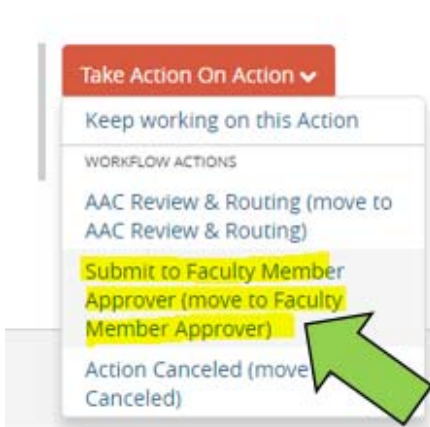 Take Action On Action
Keep working on this Action
WORKFLOW ACTIONS
AAC Review & Routing (move to
AAC Review & Routing)
Submit to Faculty Member
Approver (move to Faculty
Member Approver)
Action Canceled (move
Canceled)